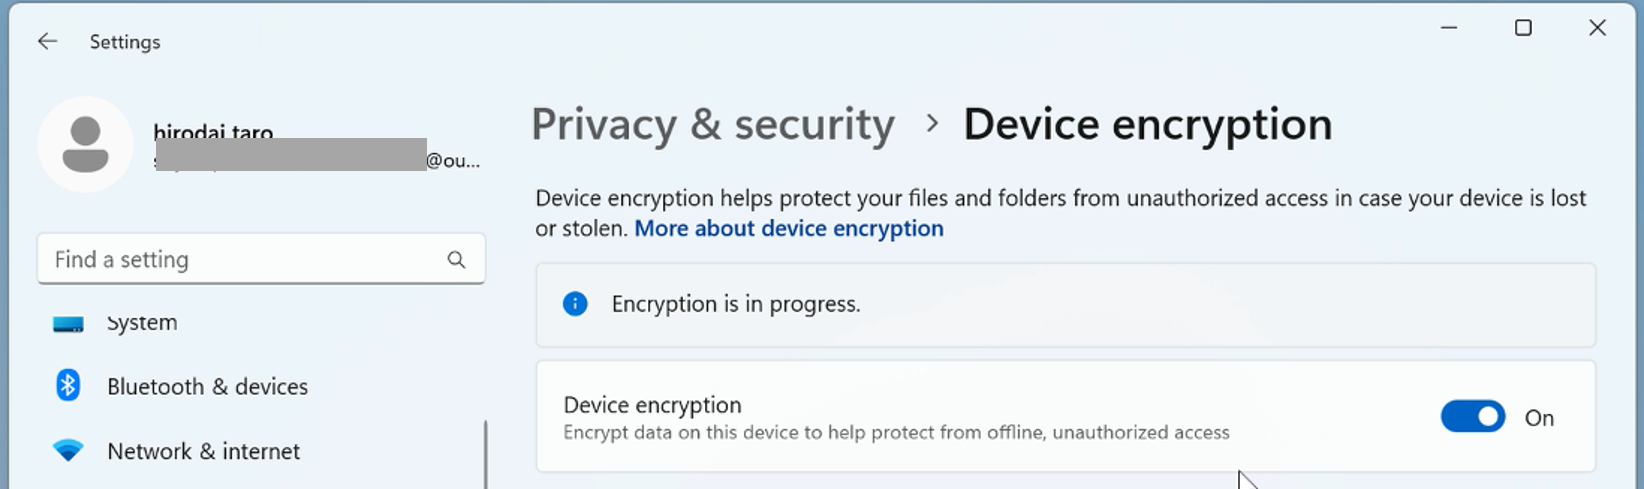 Settings
hirodai taro
@ou...
Find a setting
System
Bluetooth & devices
Network & internet
Privacy & security > Device encryption
Device encryption helps protect your files and folders from unauthorized access in case your device is lost
or stolen. More about device encryption
Encryption is in progress.
Device encryption
Encrypt data on this device to help protect from offline, unauthorized access
On